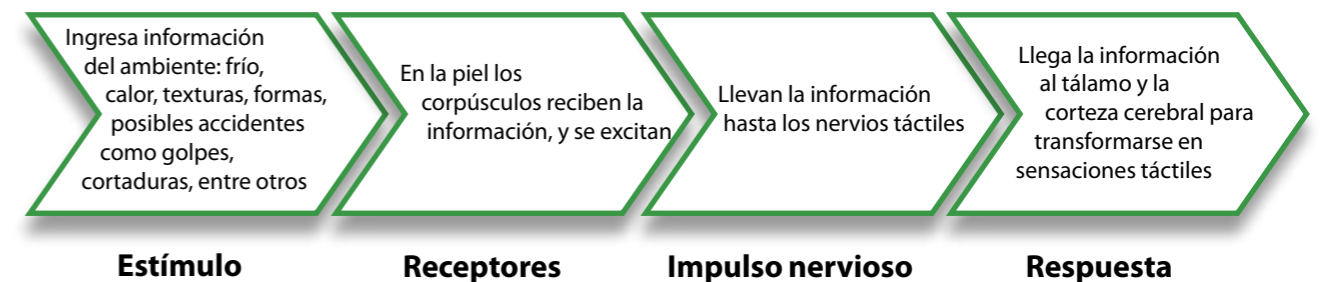 Ingresa información
del ambiente: frío,
calor, texturas, formas,
posibles accidentes
como golpes,
cortaduras, entre otros
En la piel los
corpúsculos reciben la
información, y se excitan
Llevan la información
hasta los nervios táctiles
Llega la información
al tálamo y la
corteza cerebral para
transformarse en
sensaciones táctiles
Estímulo
Receptores
Impulso nervioso
Respuesta